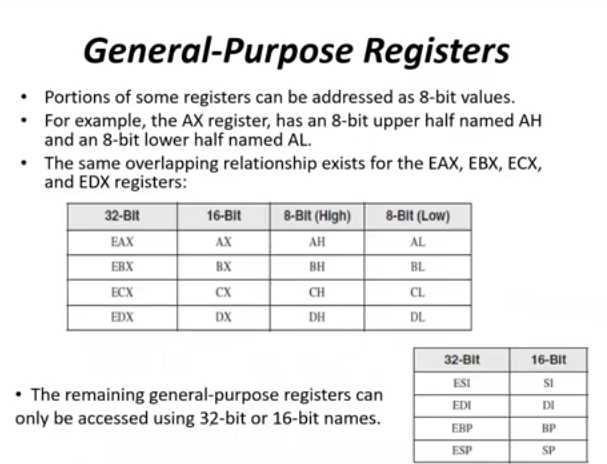 General-Purpose Registers
• Portions of some registers can be addressed as 8-bit values.
• For example, the AX register, has an 8-bit upper half named AH
and an 8-bit lower half named AL.
• The same overlapping relationship exists for the EAX, EBX, ECX,
and EDX registers:
32-Bit 16-Bit 8-Bit (High) 8-Bit (Low)
EAX AX AH AL
EBX BX BH BL
ECX CX CH CL
EDX DX DH DL
• The remaining general-purpose registers can
only be accessed using 32-bit or 16-bit names.
32-Bit 16-Bit
ESI SI
EDI DI
EBP BP
ESP SP